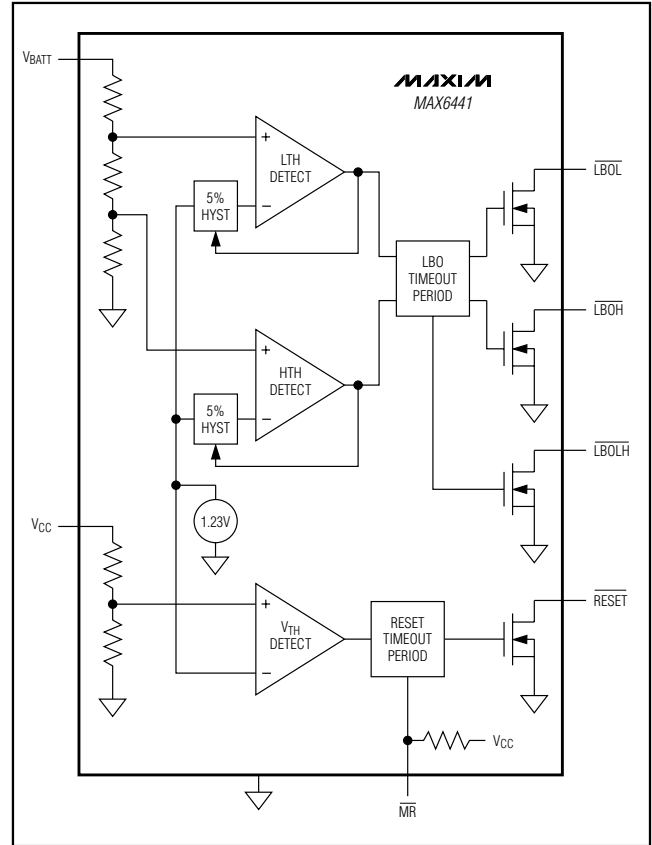 VBATT
MAXIM
MAX6441
+
LTH
DETECT
5%
HYST
−
LBOL
LBO
TIMEOUT
PERIOD
LBOH
+
HTH
DETECT
5%
HYST
−
LBOLH
1.23V
VCC
+
VTH
DETECT
−
RESET
TIMEOUT
PERIOD
RESET
VCC
MR